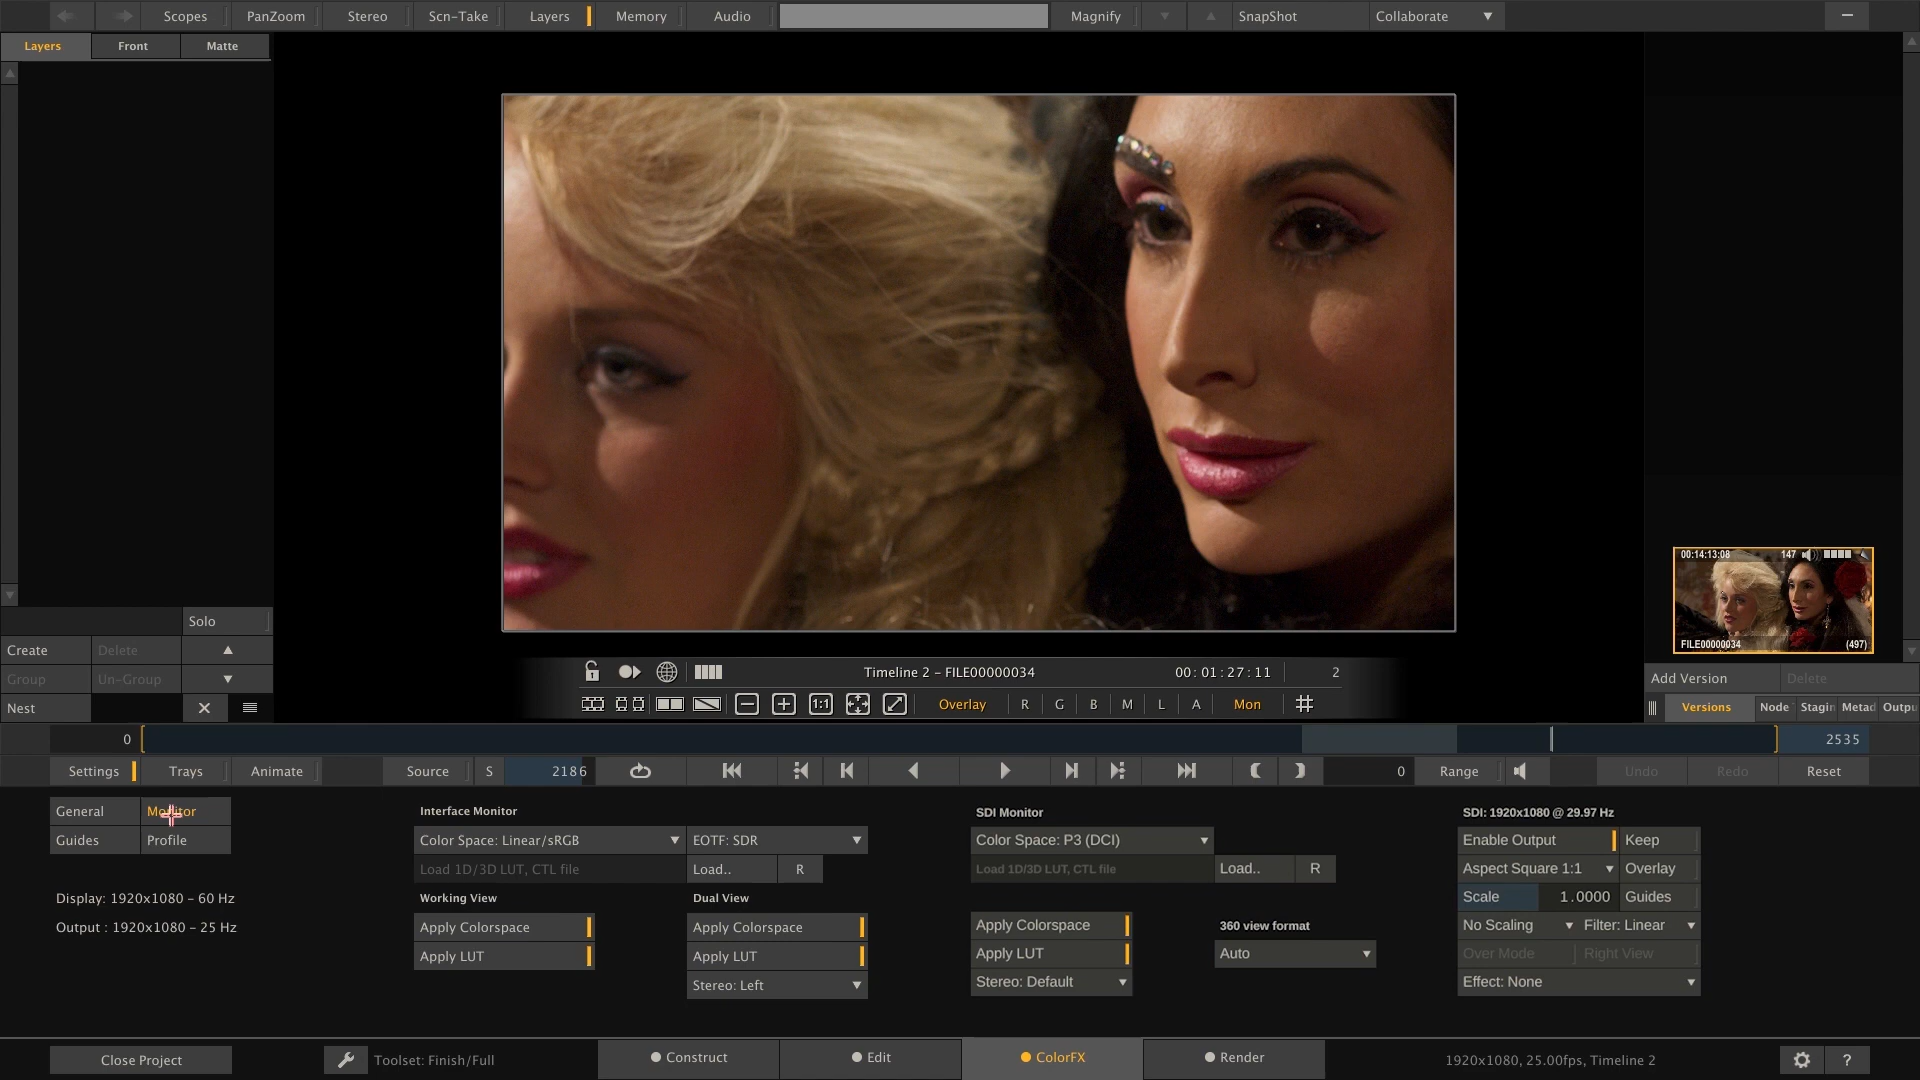 Scopes PanZoom Stereo Scn-Take Layers Memory Audio Magnify SnapShot Collaborate
Layers Front Matte
00:14:13:08 147
FILE00000034 (497)
Solo
Create Delete
Group Un-Group
Nest
Timeline 2 - FILE00000034 00:01:27:11 2
1:1 Overlay R G B M L A Mon
Add Version Delete
Versions Node Stagin Metad Outpu
0 2535
Settings Trays Animate Source S 2186 0 Range Undo Redo Reset
General Monitor
Guides Profile
Display: 1920x1080 - 60 Hz
Output : 1920x1080 - 25 Hz
Interface Monitor
Color Space: Linear/sRGB EOTF: SDR
Load 1D/3D LUT, CTL file Load.. R
Working View Dual View
Apply Colorspace Apply Colorspace
Apply LUT Apply LUT
Stereo: Left
SDI Monitor
Color Space: P3 (DCI)
Load 1D/3D LUT, CTL file Load.. R
Apply Colorspace 360 view format
Apply LUT Auto
Stereo: Default
SDI: 1920x1080 @ 29.97 Hz
Enable Output Keep
Aspect Square 1:1 Overlay
Scale 1.0000 Guides
No Scaling Filter: Linear
Over Mode Right View
Effect: None
Close Project Toolset: Finish/Full Construct Edit ColorFX Render 1920x1080, 25.00fps, Timeline 2 ?